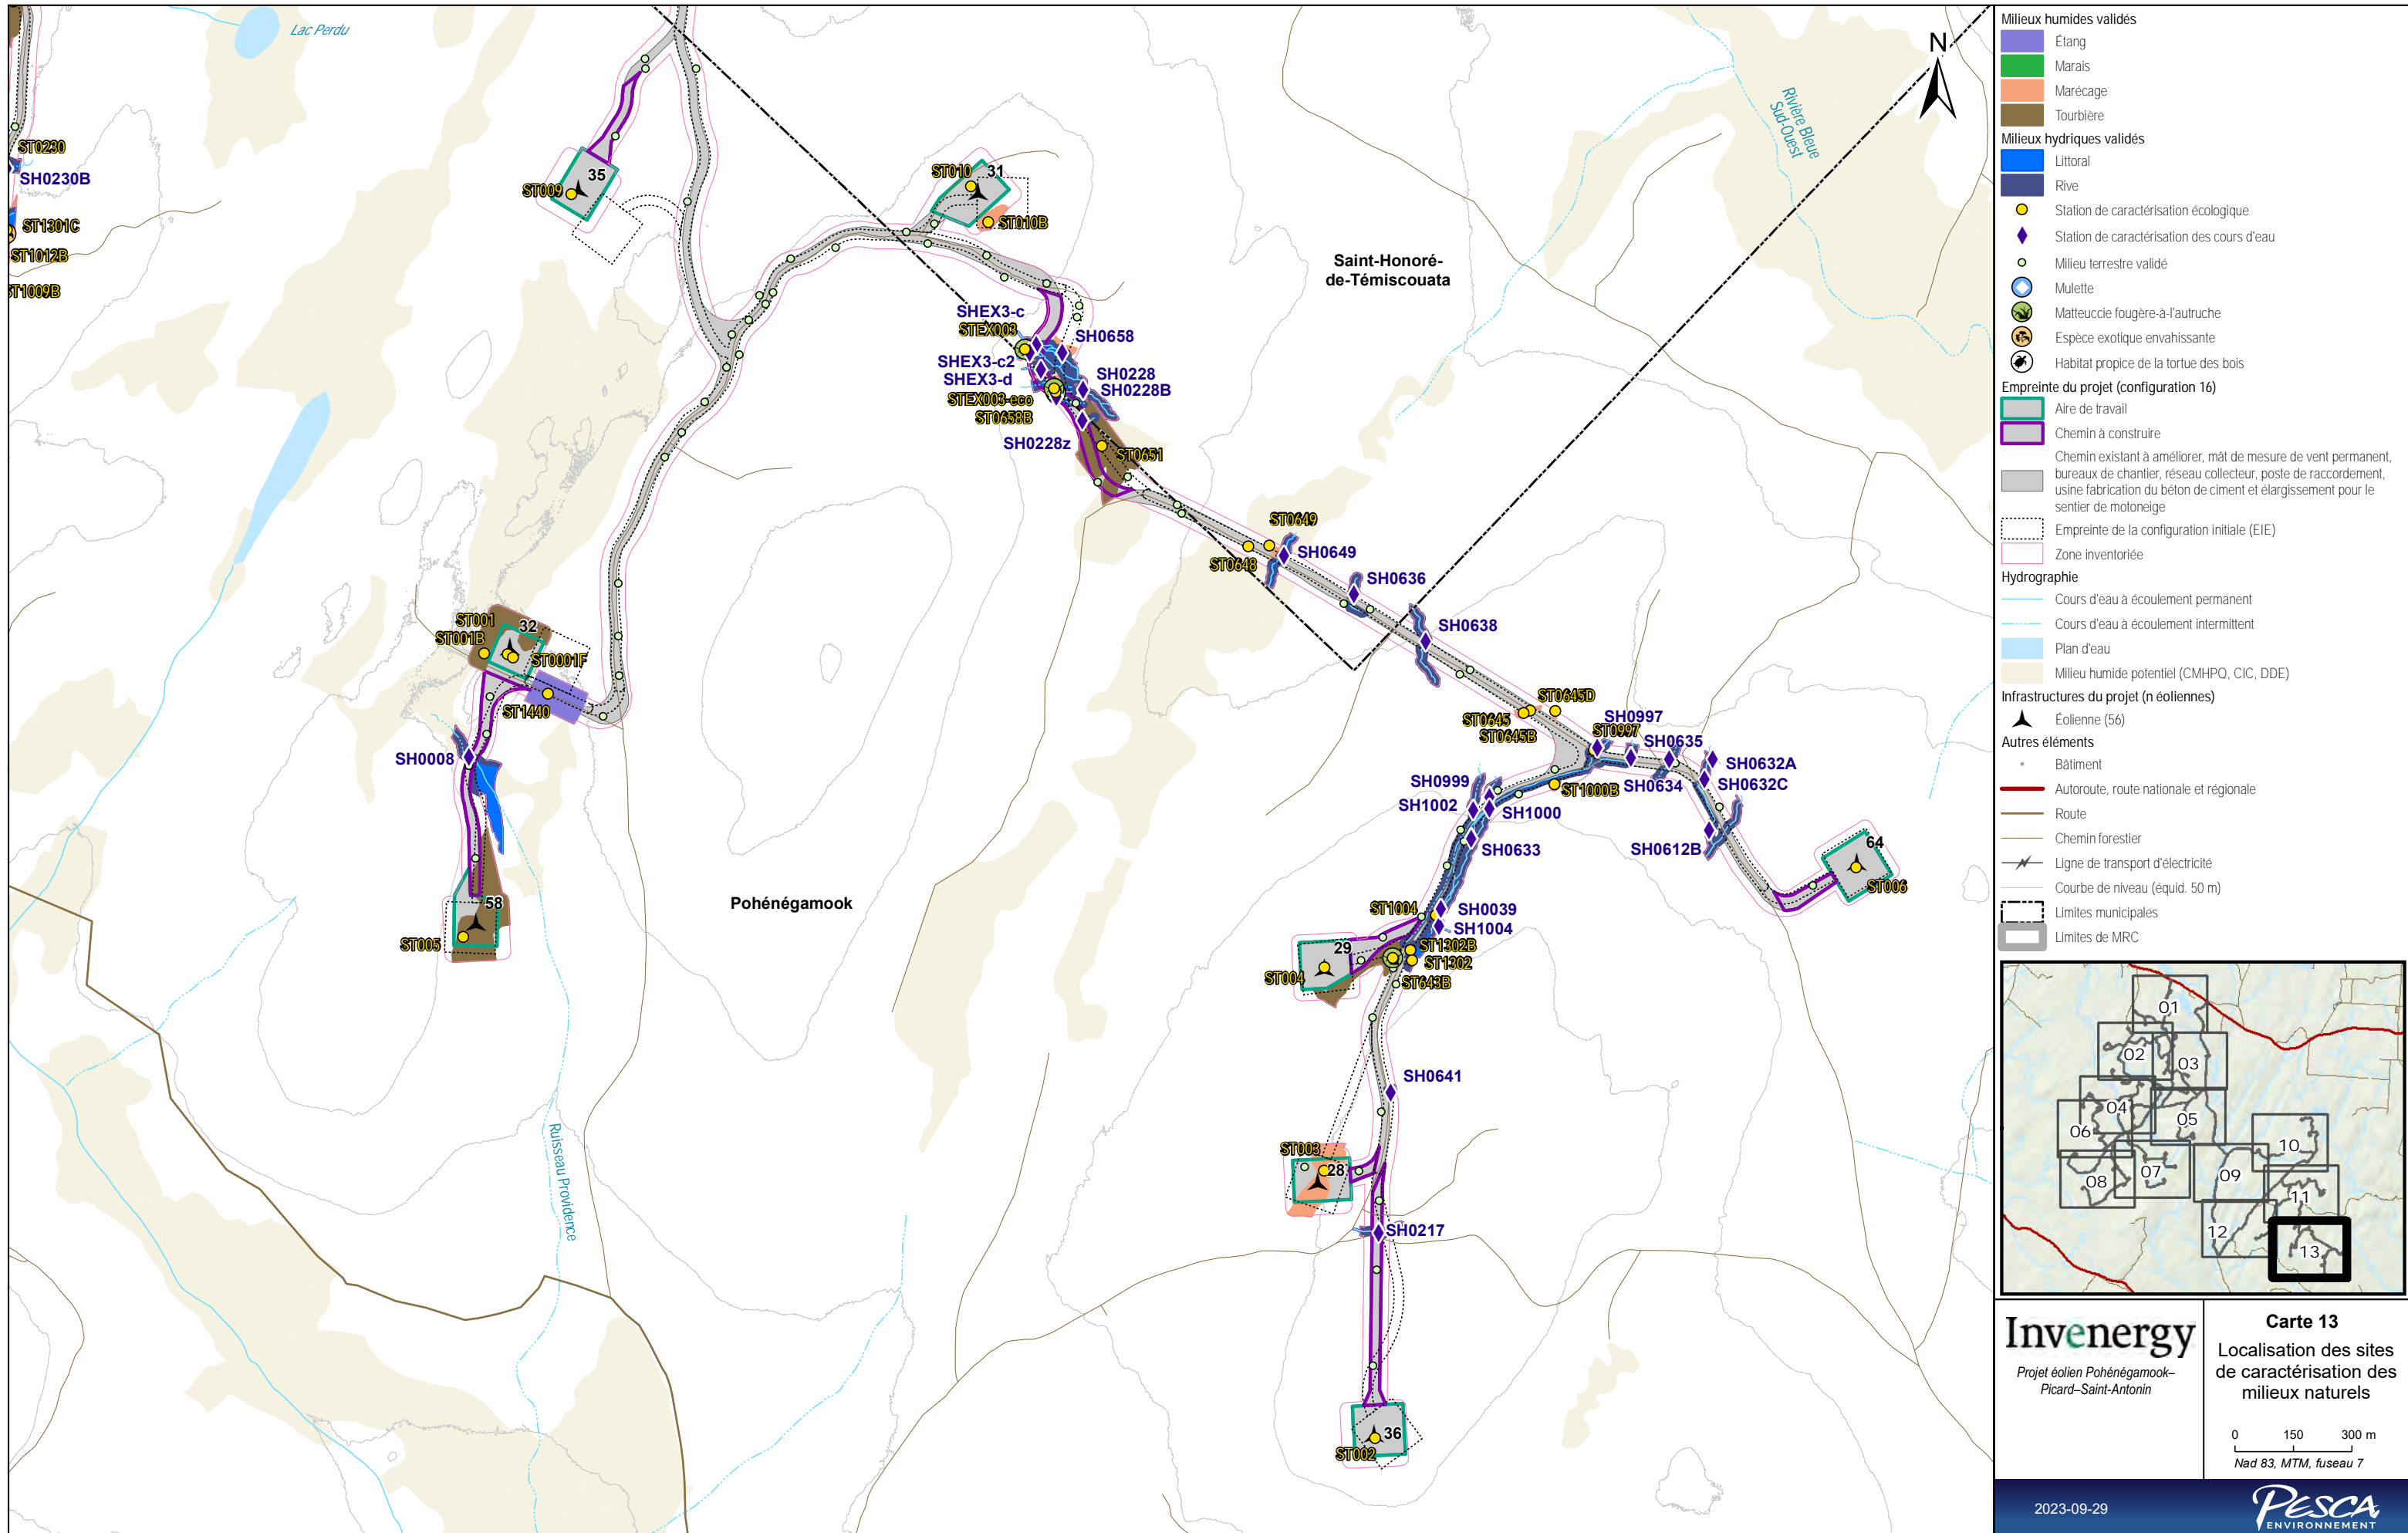 Lac Perdu
Rivière Bleue
Sud-Ouest
N
ST0230
SH0230B
ST1301C
ST1012B
ST1009B
35
ST009
31
ST010
ST010B
Saint-Honoré-
de-Témiscouata
SHEX3-c
STEX003
SH0658
SHEX3-c2
SHEX3-d
SH0228
SH0228B
STEX003-eco
ST0658B
SH0228z
ST0651
ST0649
SH0649
ST0648
SH0636
SH0638
ST001
32
ST001B
ST0001F
ST1440
SH0008
58
ST005
Pohénégamook
ST0645D
ST0645
ST0645B
SH0997
ST0997
SH0635
SH0632A
SH0634
SH0632C
SH0999
ST1000B
SH1002
SH1000
SH0633
SH0612B
64
ST006
ST1004
SH0039
SH1004
29
ST1302B
ST1302
ST004
ST643B
SH0641
ST003
28
SH0217
36
ST002
Ruisseau Providence
Milieux humides validés
Étang
Marais
Marécage
Tourbière
Milieux hydriques validés
Littoral
Rive
Station de caractérisation écologique
Station de caractérisation des cours d'eau
Milieu terrestre validé
Mulette
Matteuccie fougère-à-l'autruche
Espèce exotique envahissante
Habitat propice de la tortue des bois
Empreinte du projet (configuration 16)
Aire de travail
Chemin à construire
Chemin existant à améliorer, mât de mesure de vent permanent,
bureaux de chantier, réseau collecteur, poste de raccordement,
usine fabrication du béton de ciment et élargissement pour le
sentier de motoneige
Empreinte de la configuration initiale (EIE)
Zone inventoriée
Hydrographie
Cours d'eau à écoulement permanent
Cours d'eau à écoulement intermittent
Plan d'eau
Milieu humide potentiel (CMHPQ, CIC, DDE)
Infrastructures du projet (n éoliennes)
Éolienne (56)
Autres éléments
Bâtiment
Autoroute, route nationale et régionale
Route
Chemin forestier
Ligne de transport d'électricité
Courbe de niveau (équid. 50 m)
Limites municipales
Limites de MRC
01
02
03
04
05
06
07
08
09
10
11
12
13
Invenergy
Projet éolien Pohénégamook–
Picard–Saint-Antonin
Carte 13
Localisation des sites
de caractérisation des
milieux naturels
0 150 300 m
Nad 83, MTM, fuseau 7
2023-09-29
PESCA
ENVIRONNEMENT